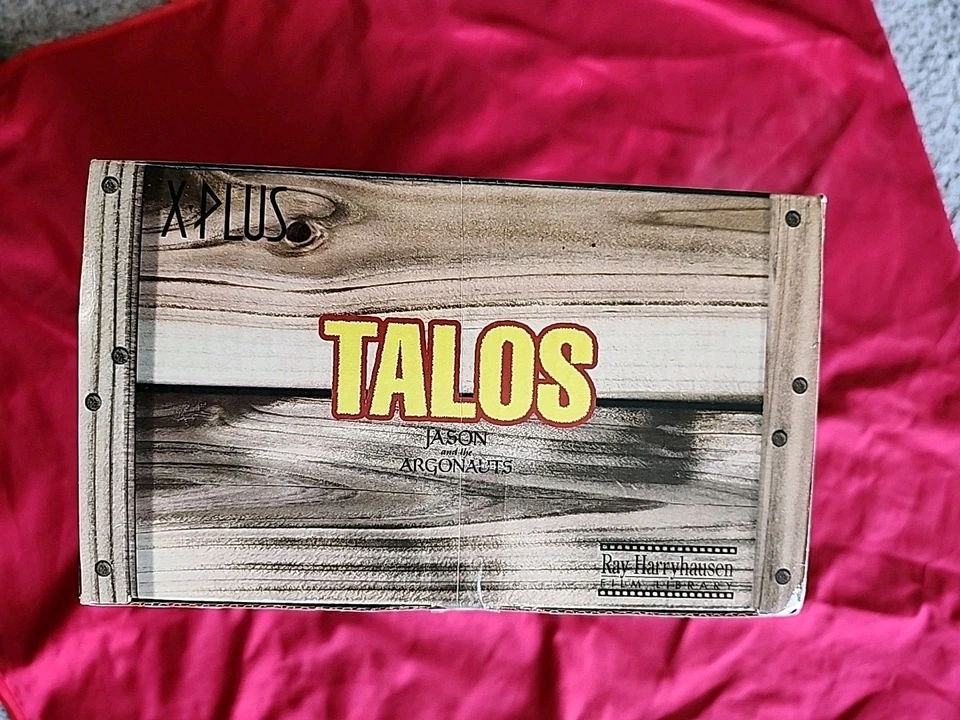 X-PLUS
TALOS
JASON
and the
ARGONAUTS
Ray Harryhausen
FILM LIBRARY